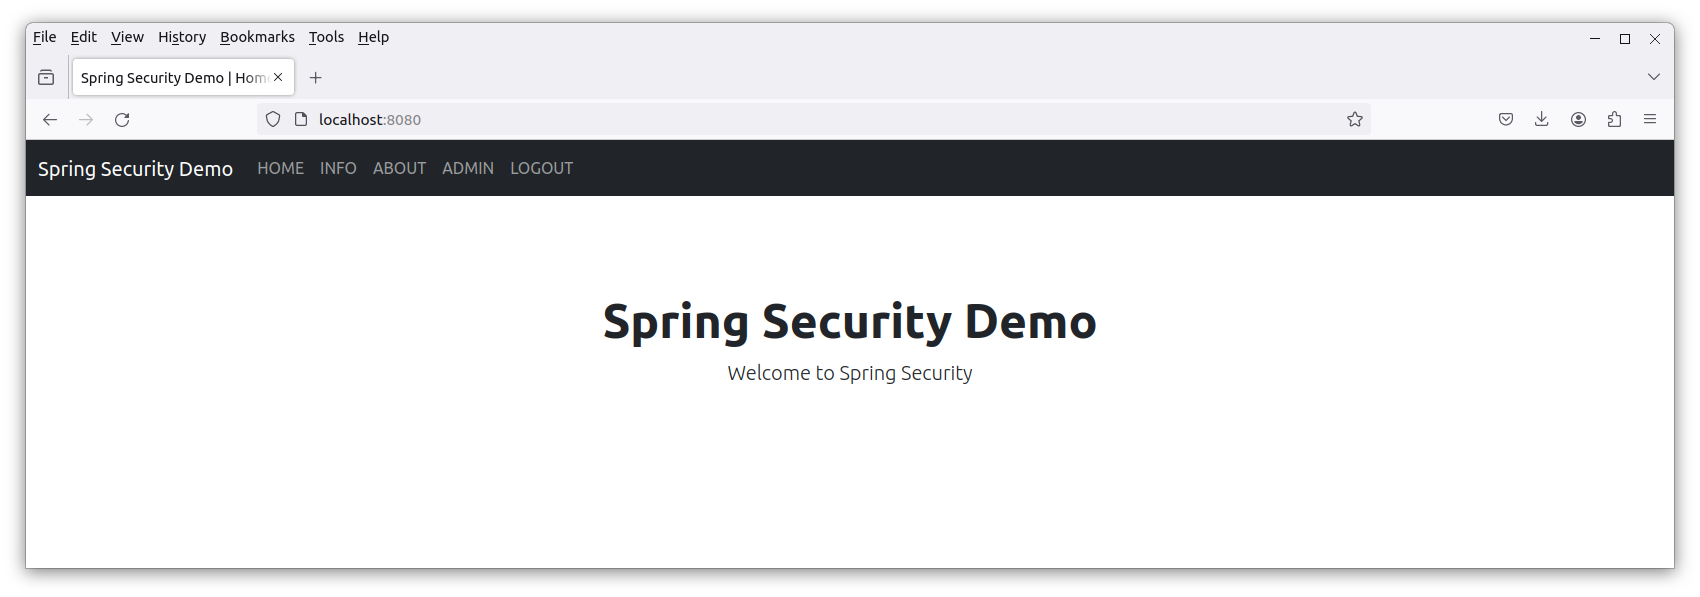 File Edit View History Bookmarks Tools Help
Spring Security Demo | Hom
localhost:8080
Spring Security Demo HOME INFO ABOUT ADMIN LOGOUT
Spring Security Demo
Welcome to Spring Security